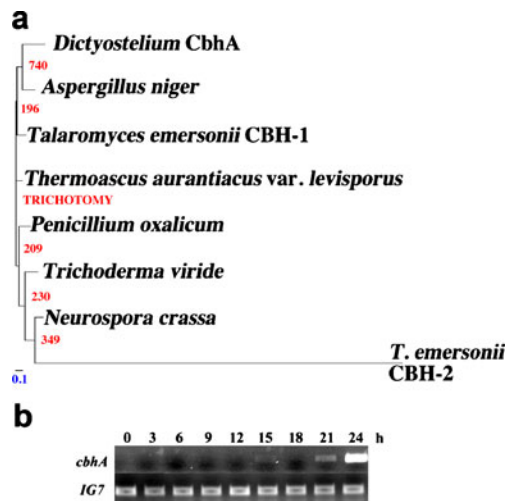 a
Dictyostelium CbhA
740
Aspergillus niger
196
Talaromyces emersonii CBH-1
Thermoascus aurantiacus var. levisporus
TRICHOTOMY
Penicillium oxalicum
209
Trichoderma viride
230
Neurospora crassa
349
T. emersonii
CBH-2
0.1
b
0 3 6 9 12 15 18 21 24 h
cbhA
IG7